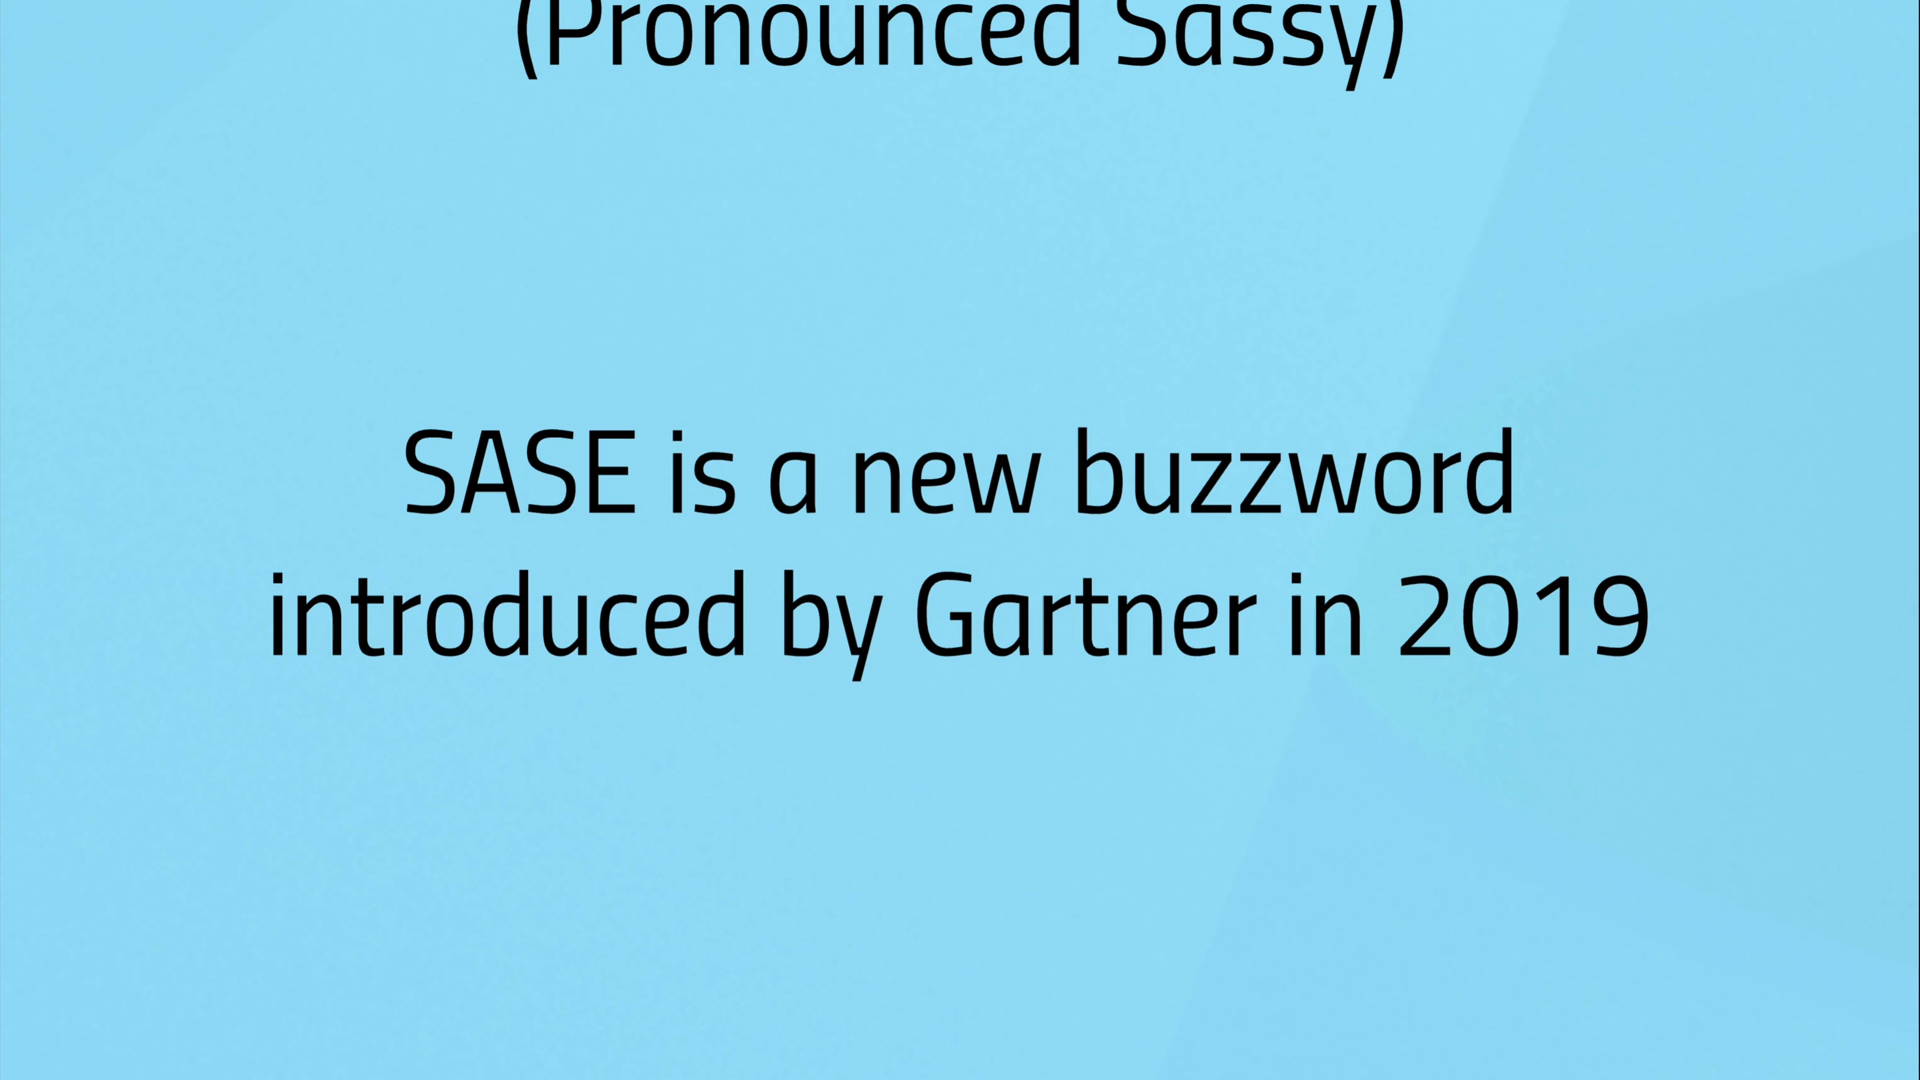 (Pronounced Sassy)
SASE is a new buzzword
introduced by Gartner in 2019